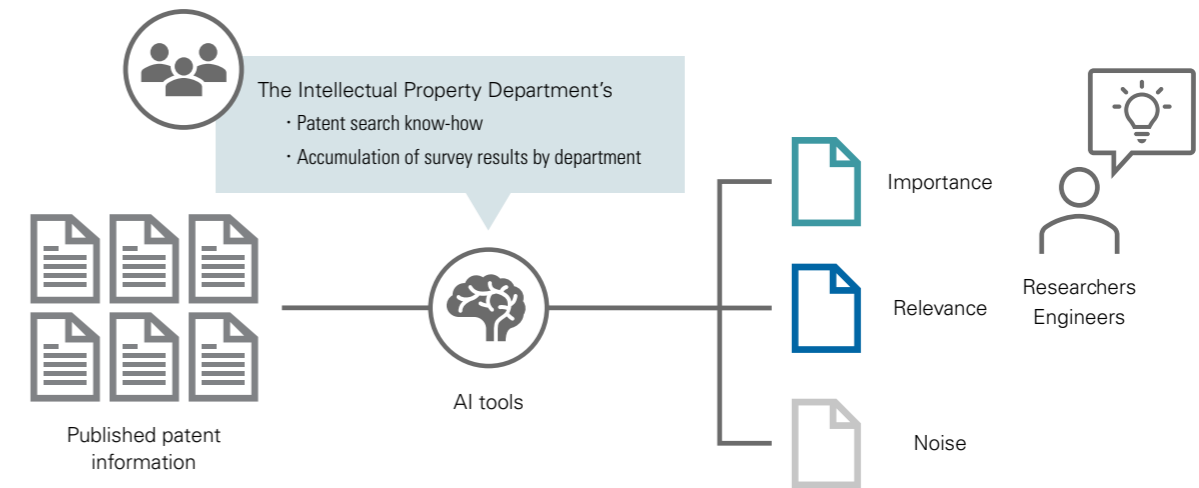 The Intellectual Property Department's
・Patent search know-how
・Accumulation of survey results by department
Importance
Relevance
Researchers
Engineers
AI tools
Noise
Published patent
information